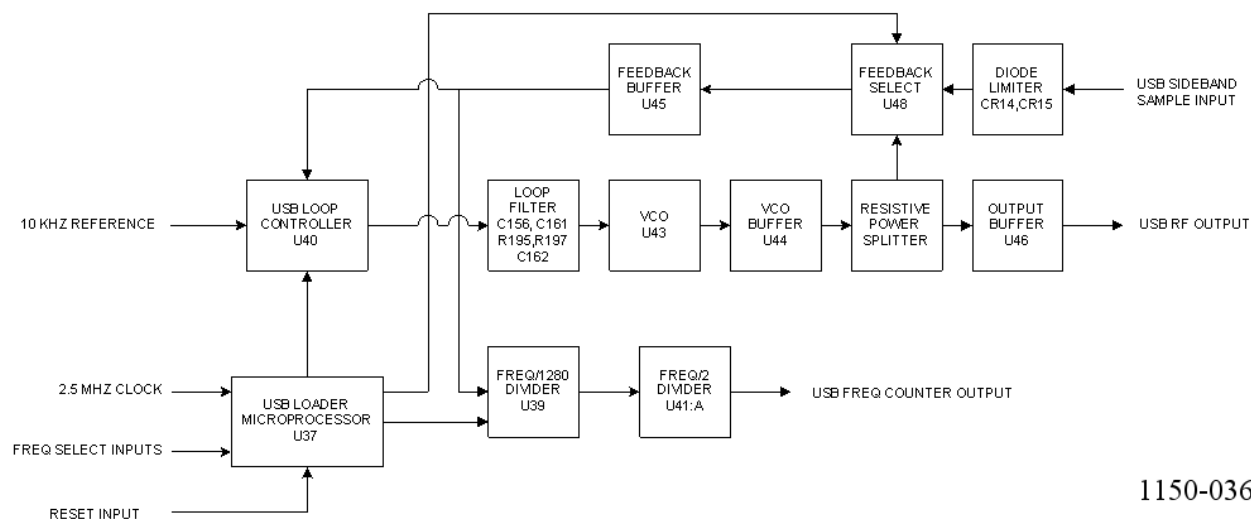 FEEDBACK
BUFFER
U45
FEEDBACK
SELECT
U48
DIODE
LIMITER
CR14,CR15
USB SIDEBAND
SAMPLE INPUT
10 KHZ REFERENCE
USB LOOP
CONTROLLER
U40
LOOP
FILTER
C156, C161
R195,R197
C162
VCO
U43
VCO
BUFFER
U44
RESISTIVE
POWER
SPLITTER
OUTPUT
BUFFER
U46
USB RF OUTPUT
2.5 MHZ CLOCK
FREQ SELECT INPUTS
RESET INPUT
USB LOADER
MICROPROCESSOR
U37
FREQ/1280
DIVIDER
U39
FREQ/2
DIVIDER
U41:A
USB FREQ COUNTER OUTPUT
1150-036